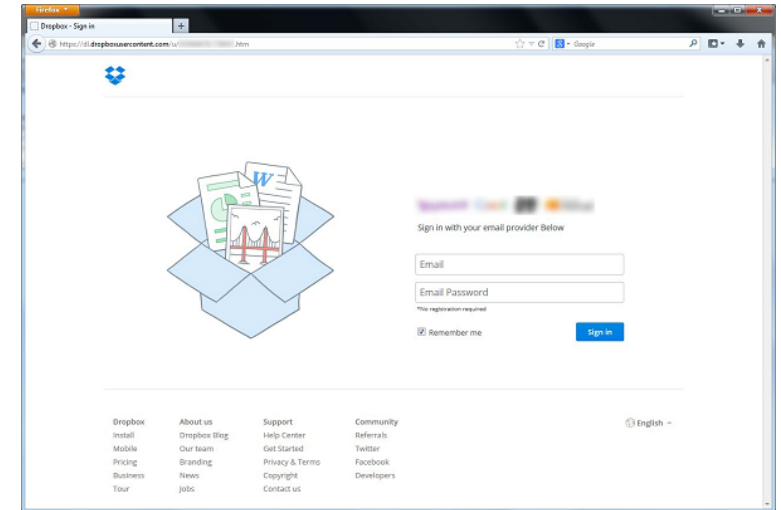 Firefox
Dropbox - Sign in
https://dl.dropboxusercontent.com/u/ .htm
Google
W
Sign in with your email provider Below
Email
Email Password
*No registration required
Remember me
Sign in
Dropbox About us Support Community English
Install Dropbox Blog Help Center Referrals
Mobile Our team Get Started Twitter
Pricing Branding Privacy & Terms Facebook
Business News Copyright Developers
Tour Jobs Contact us